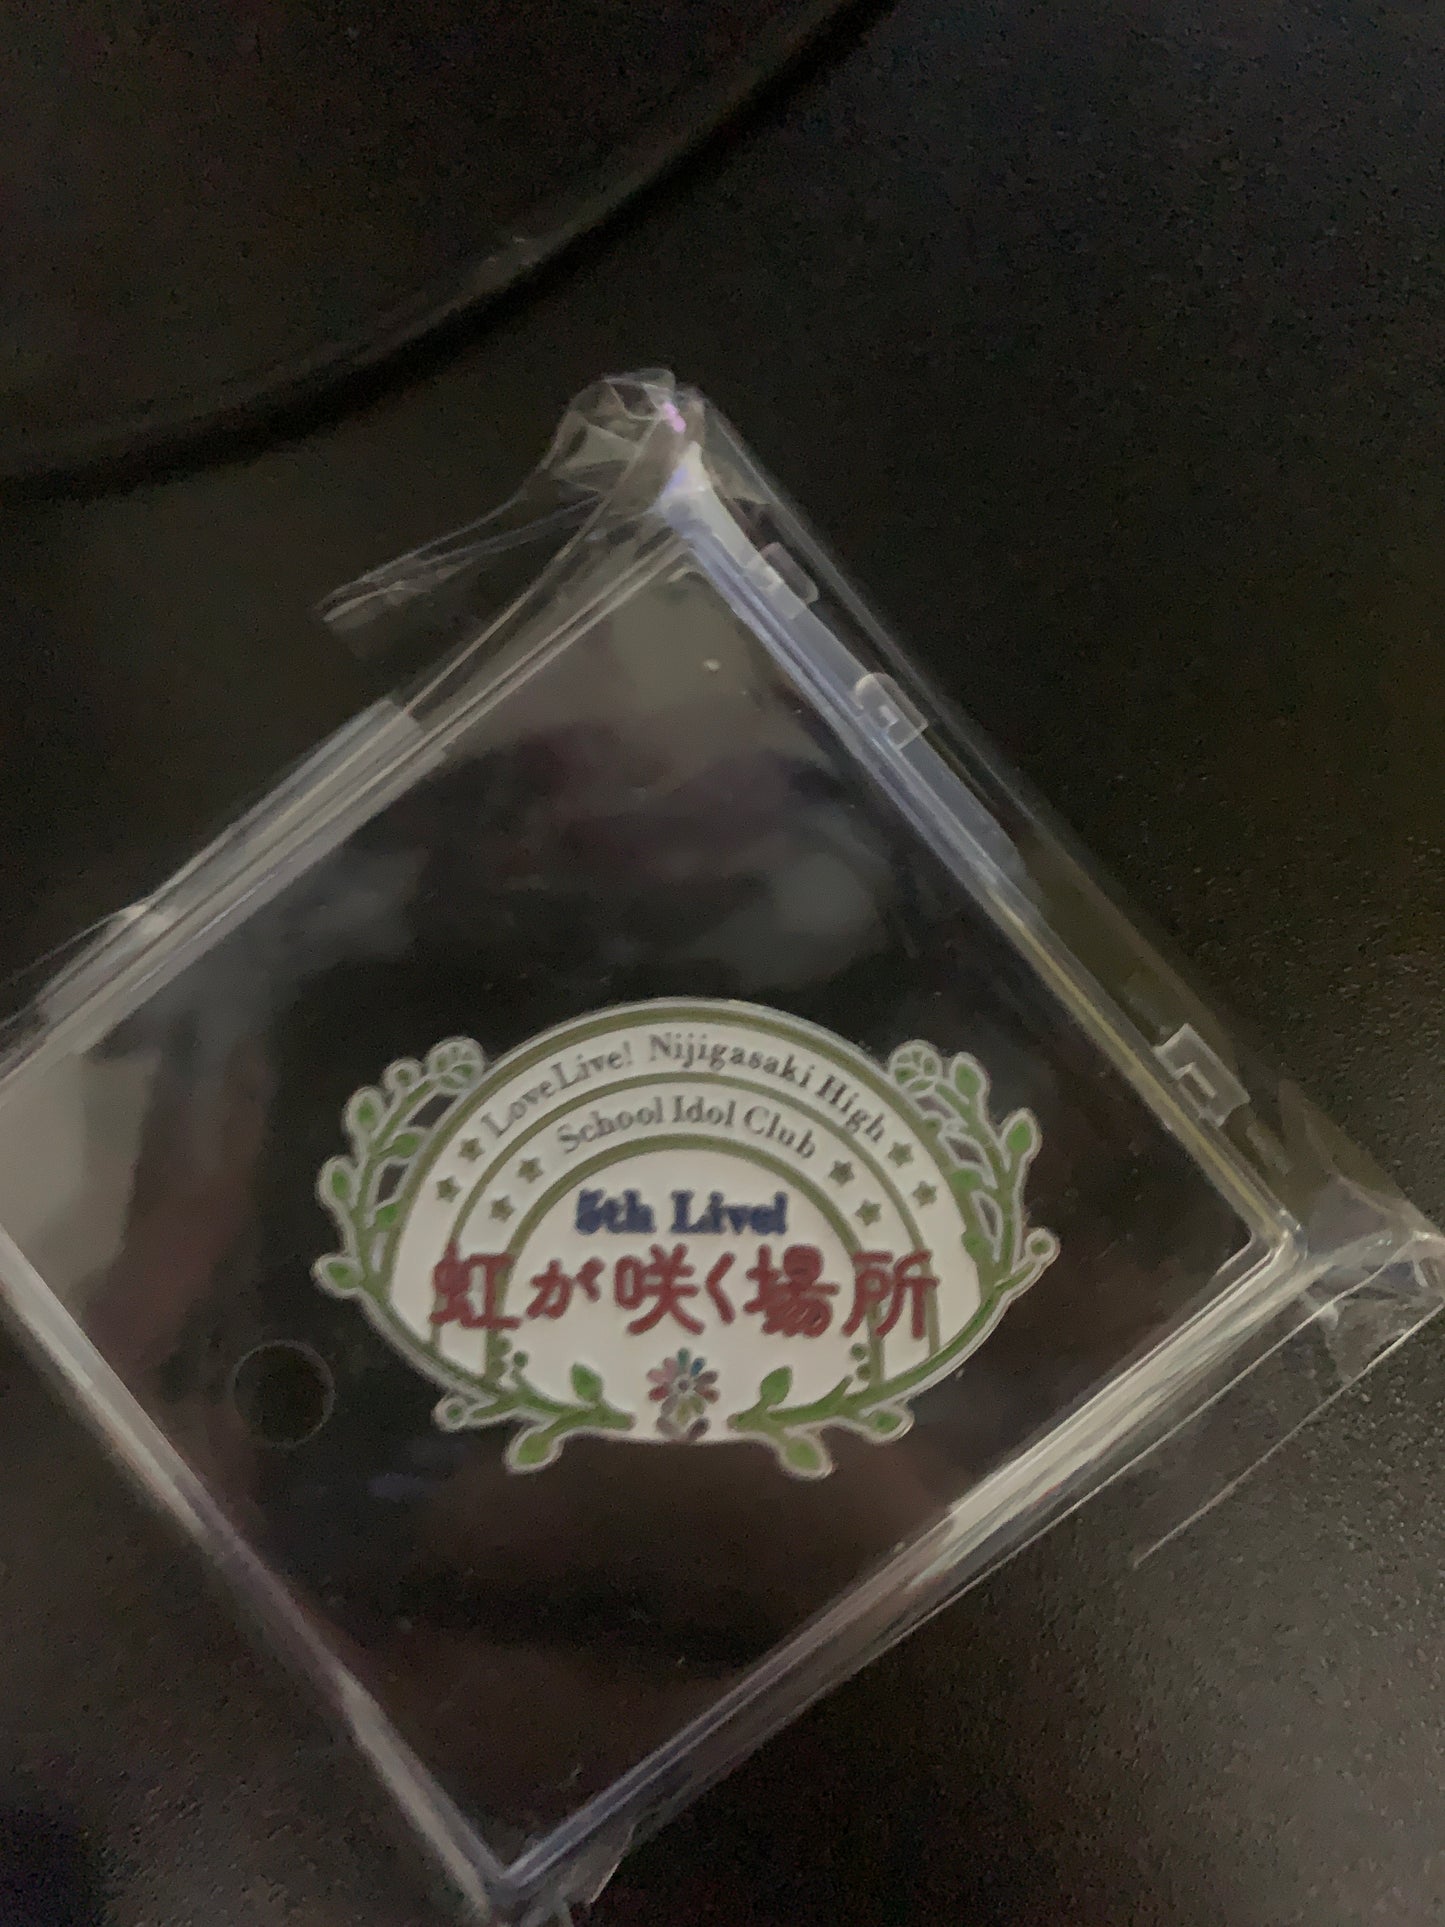 LoveLive! Nijigasaki High
School Idol Club
5th Live!
虹が咲く場所